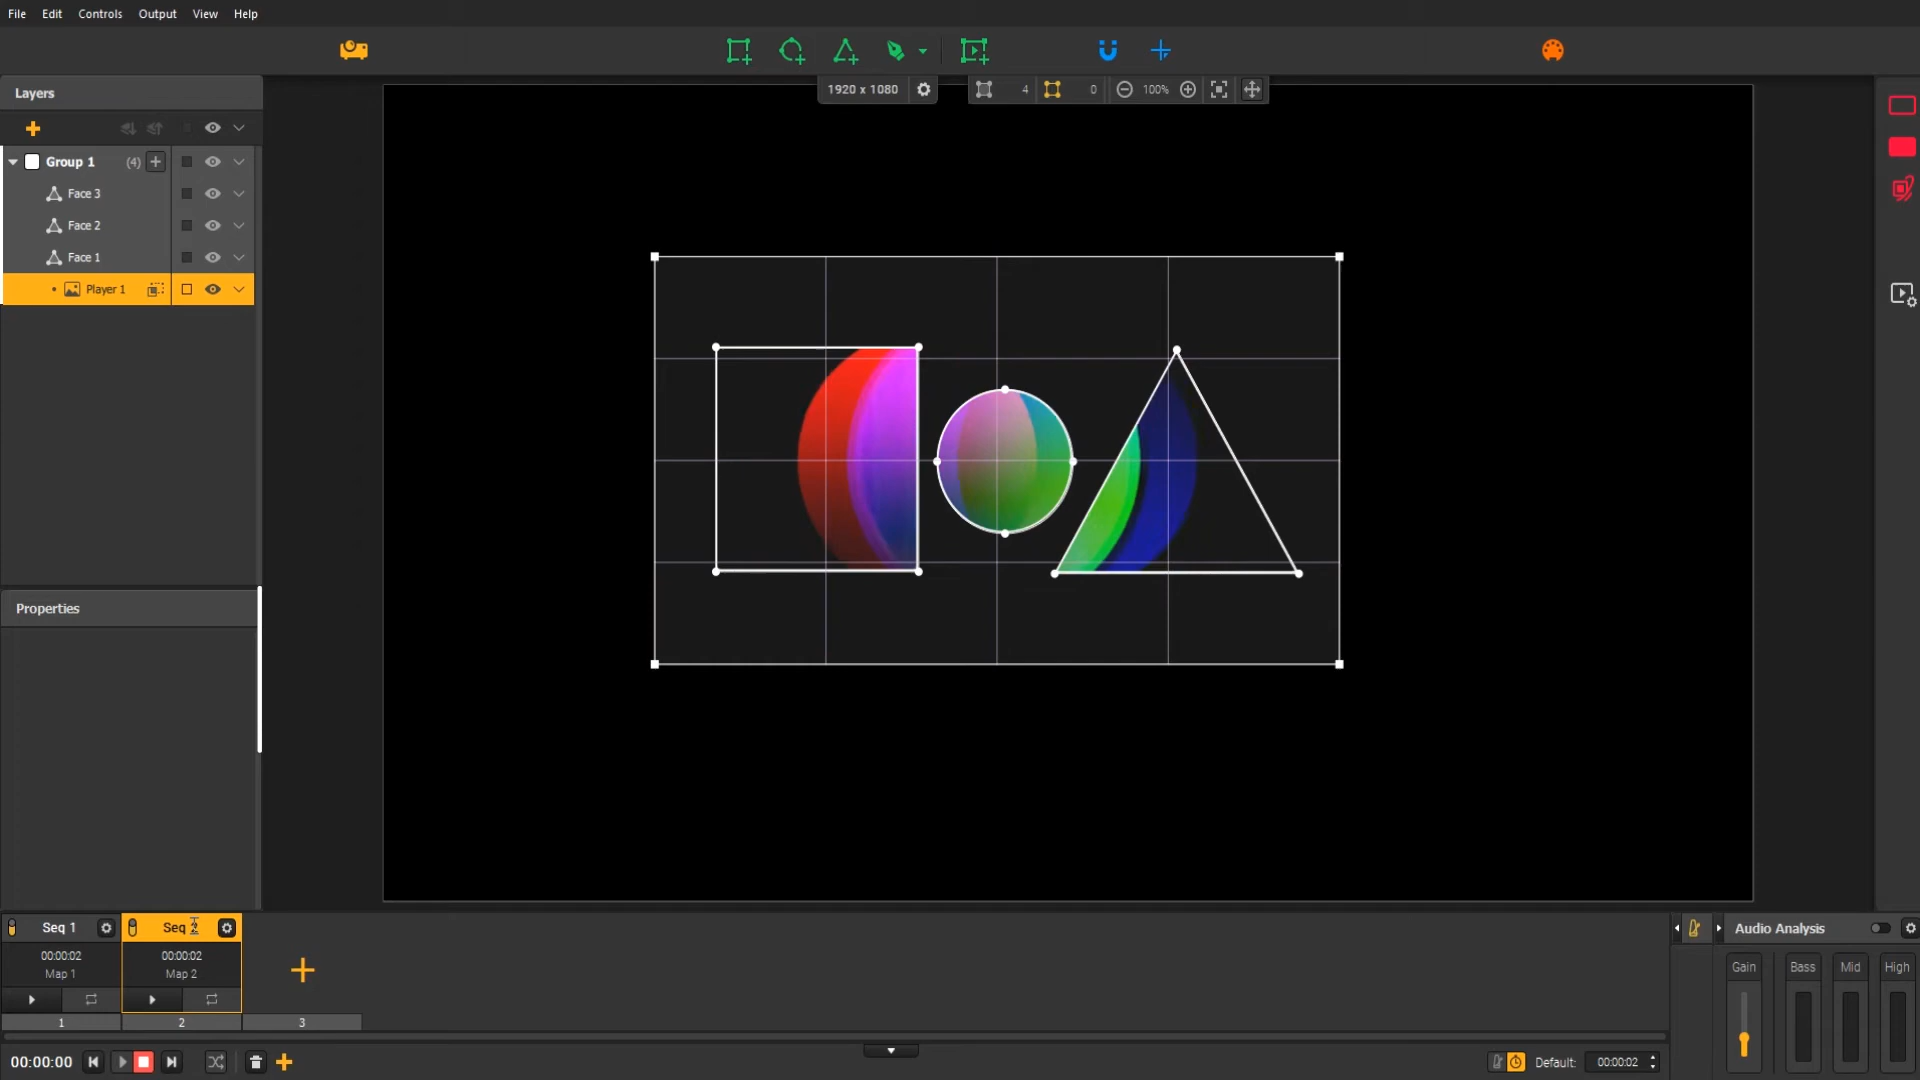 File Edit Controls Output View Help
1920 x 1080 4 0 100%
Layers
Group 1 (4)
Face 3
Face 2
Face 1
Player 1
Properties
Seq 1 Seq 2
00:00:02 00:00:02
Map 1 Map 2
1 2 3
00:00:00
Default: 00:00:02
Audio Analysis
Gain Bass Mid High